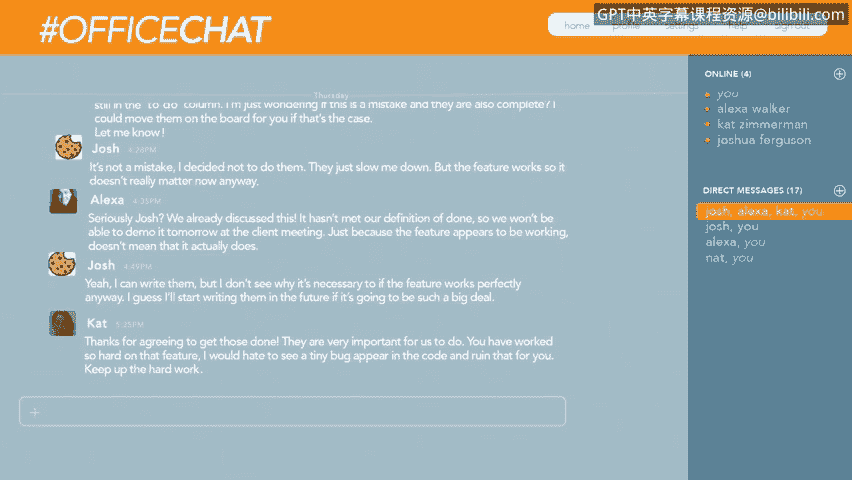 #OFFICECHAT
GPT中英字幕课程资源@bilibili.com
home profile settings help sign out
Thursday
still in the "to do" column. I'm just wondering if this is a mistake and they are also complete? I
could move them on the board for you if that's the case.
Let me know!
Josh 4:20PM
It's not a mistake, I decided not to do them. They just slow me down. But the feature works so it
doesn't really matter now anyway.
Alexa 4:35PM
Seriously Josh? We already discussed this! It hasn't met our definition of done, so we won't be
able to demo it tomorrow at the client meeting. Just because the feature appears to be working,
doesn't mean that it actually does.
Josh 4:49PM
Yeah, I can write them, but I don't see why it's necessary to if the feature works perfectly
anyway. I guess I'll start writing them in the future if it's going to be such a big deal.
Kat 5:25PM
Thanks for agreeing to get those done! They are very important for us to do. You have worked
so hard on that feature, I would hate to see a tiny bug appear in the code and ruin that for you.
Keep up the hard work.
ONLINE (4)
you
alexa walker
kat zimmerman
joshua ferguson
DIRECT MESSAGES (17)
josh, alexa, kat, you
josh, you
alexa, you
nat, you